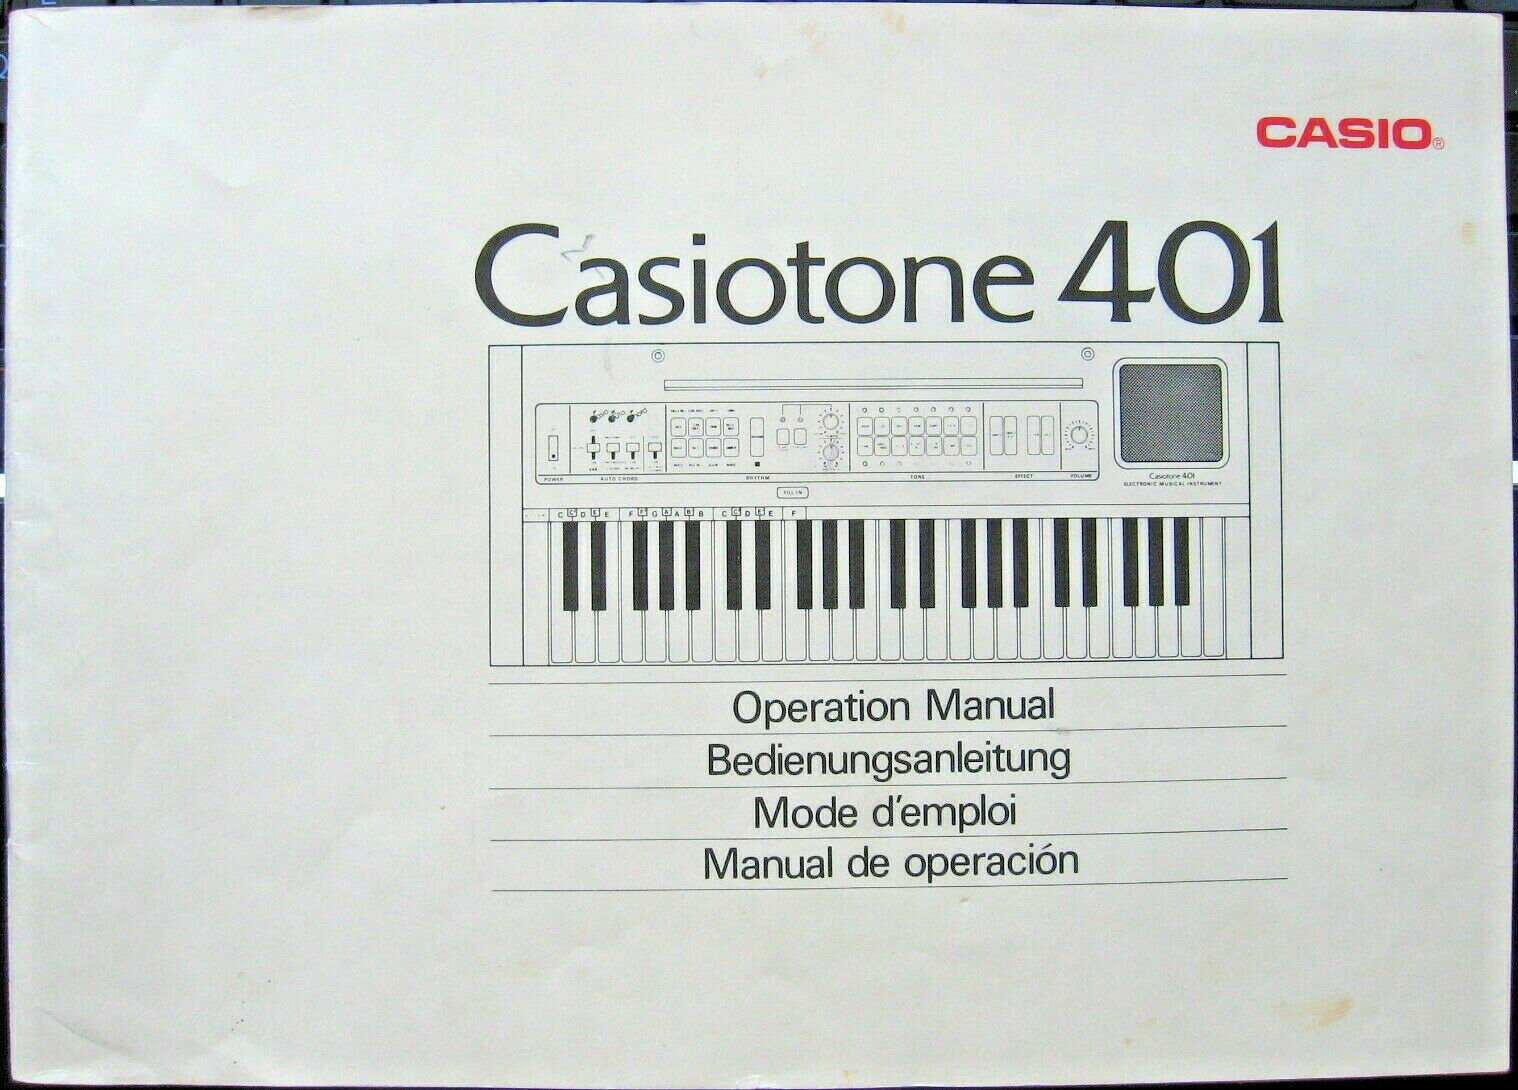 CASIO®
Casiotone 401
POWER
AUTO CHORD
RHYTHM
TONE
EFFECT
VOLUME
Casiotone 401
ELECTRONIC MUSICAL INSTRUMENT
FILL IN
C C♯ D E♭ E F F♯ G A♭ A B♭ B C C♯ D E♭ E F
Operation Manual
Bedienungsanleitung
Mode d'emploi
Manual de operación